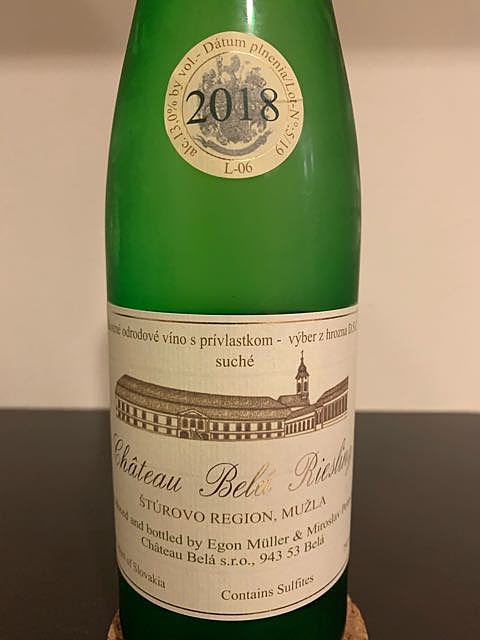 alc.13,0% by vol.- Dátum plnenia/Lot-N°:5/19
2018
L-06
odrodové víno s prívlastkom - výber z hrozna D.S.C.
suché
Château Belá Riesling
ŠTÚROVO REGION, MUŽLA
and bottled by Egon Müller & Miroslav
Château Belá s.r.o., 943 53 Belá
of Slovakia
Contains Sulfites